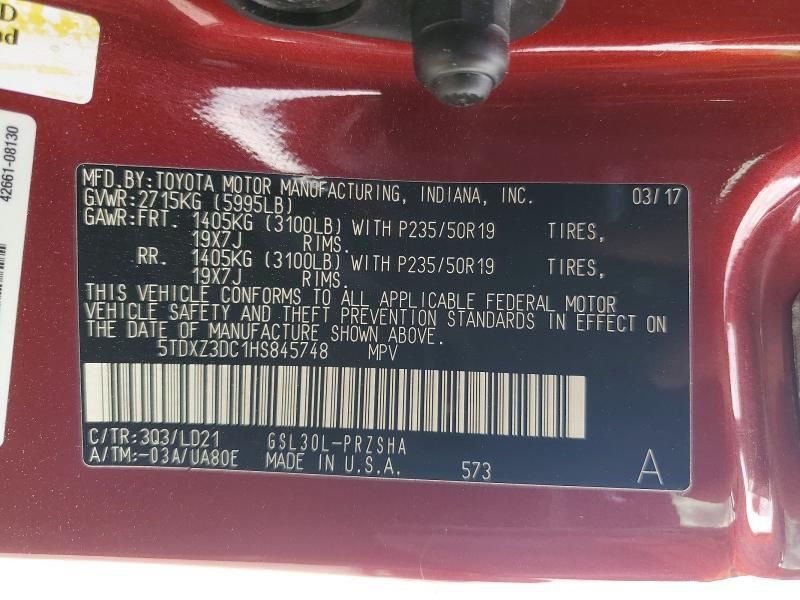 D
nd
42661-08130
MFD.BY:TOYOTA MOTOR MANUFACTURING, INDIANA, INC. 03/17
GVWR:2715KG (5995LB)
GAWR:FRT. 1405KG (3100LB) WITH P235/50R19 TIRES,
19X7J RIMS.
RR. 1405KG (3100LB) WITH P235/50R19 TIRES,
19X7J RIMS.
THIS VEHICLE CONFORMS TO ALL APPLICABLE FEDERAL MOTOR
VEHICLE SAFETY AND THEFT PREVENTION STANDARDS IN EFFECT ON
THE DATE OF MANUFACTURE SHOWN ABOVE.
5TDXZ3DC1HS845748 MPV
C/TR:3Q3/LD21 GSL30L-PRZSHA
A/TM:-03A/UA80E MADE IN U.S.A. 573 A